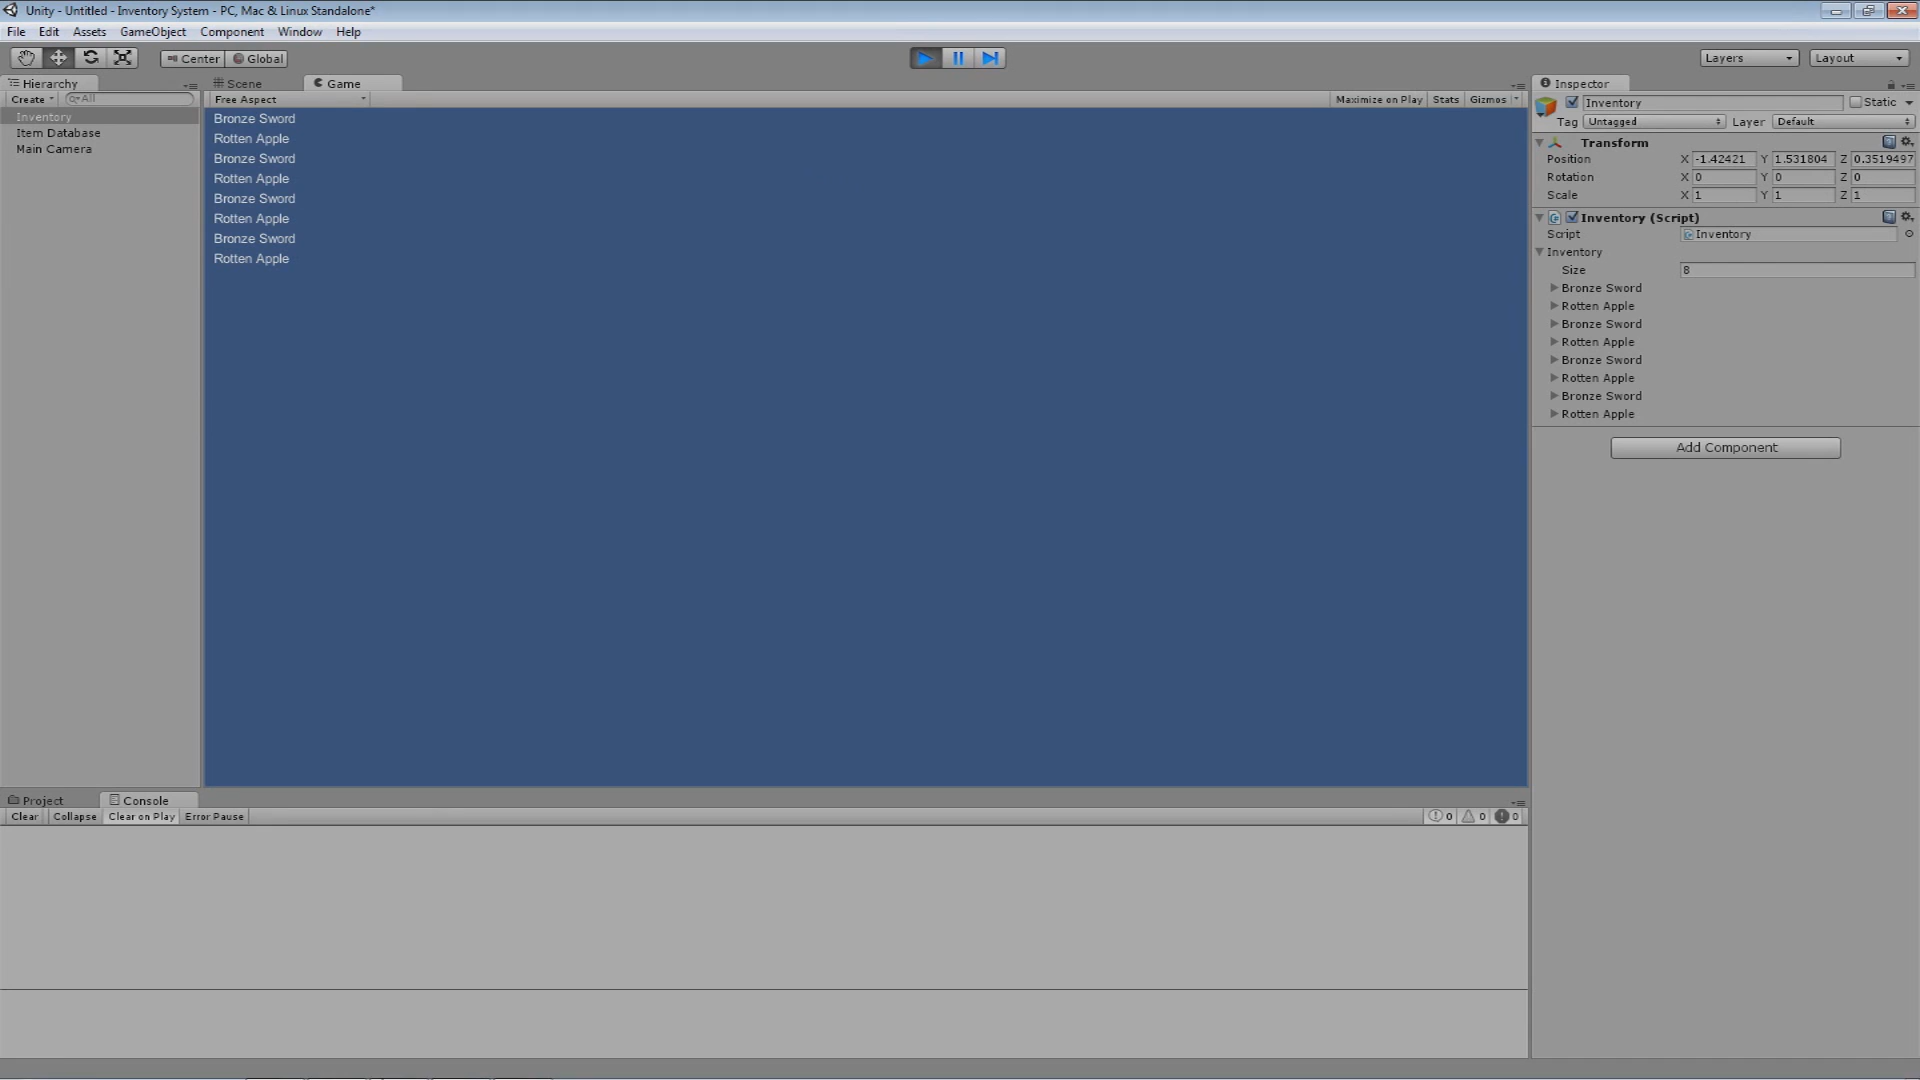 Unity - Untitled - Inventory System - PC, Mac & Linux Standalone*
File Edit Assets GameObject Component Window Help
Center Global Layers Layout
Hierarchy
Create All
Inventory
Item Database
Main Camera
Scene Game
Free Aspect Maximize on Play Stats Gizmos
Bronze Sword
Rotten Apple
Bronze Sword
Rotten Apple
Bronze Sword
Rotten Apple
Bronze Sword
Rotten Apple
Inspector
Inventory Static
Tag Untagged Layer Default
Transform
Position X -1.42421 Y 1.531804 Z 0.3519497
Rotation X 0 Y 0 Z 0
Scale X 1 Y 1 Z 1
Inventory (Script)
Script Inventory
Inventory
Size 8
Bronze Sword
Rotten Apple
Bronze Sword
Rotten Apple
Bronze Sword
Rotten Apple
Bronze Sword
Rotten Apple
Add Component
Project Console
Clear Collapse Clear on Play Error Pause 0 0 0